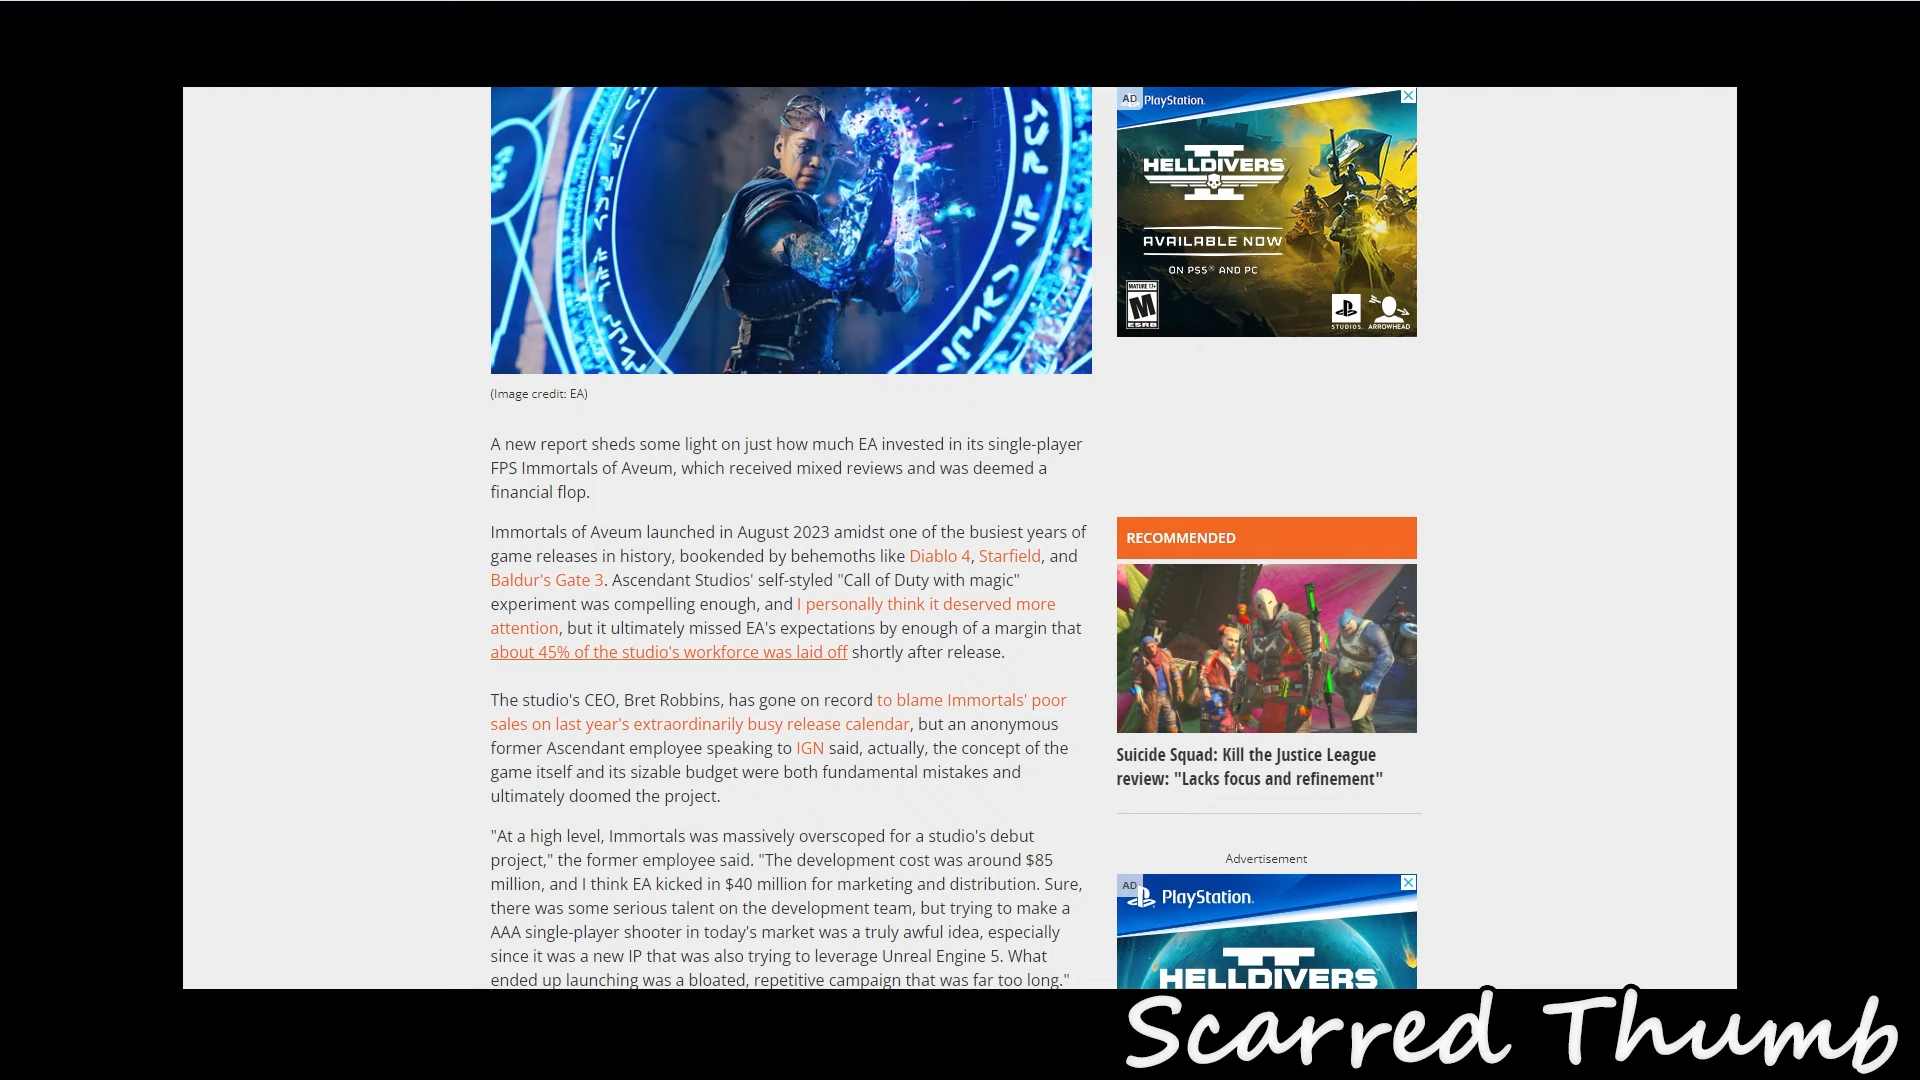 (Image credit: EA)
A new report sheds some light on just how much EA invested in its single-player
FPS Immortals of Aveum, which received mixed reviews and was deemed a
financial flop.
Immortals of Aveum launched in August 2023 amidst one of the busiest years of
game releases in history, bookended by behemoths like Diablo 4, Starfield, and
Baldur's Gate 3. Ascendant Studios' self-styled "Call of Duty with magic"
experiment was compelling enough, and I personally think it deserved more
attention, but it ultimately missed EA's expectations by enough of a margin that
about 45% of the studio's workforce was laid off shortly after release.
The studio's CEO, Bret Robbins, has gone on record to blame Immortals' poor
sales on last year's extraordinarily busy release calendar, but an anonymous
former Ascendant employee speaking to IGN said, actually, the concept of the
game itself and its sizable budget were both fundamental mistakes and
ultimately doomed the project.
"At a high level, Immortals was massively overscoped for a studio's debut
project," the former employee said. "The development cost was around $85
million, and I think EA kicked in $40 million for marketing and distribution. Sure,
there was some serious talent on the development team, but trying to make a
AAA single-player shooter in today's market was a truly awful idea, especially
since it was a new IP that was also trying to leverage Unreal Engine 5. What
ended up launching was a bloated, repetitive campaign that was far too long."
AD PlayStation.
HELLDIVERS
II
AVAILABLE NOW
ON PS5® AND PC
MATURE 17+
M
ESRB
STUDIOS. ARROWHEAD
RECOMMENDED
Suicide Squad: Kill the Justice League
review: "Lacks focus and refinement"
Advertisement
AD PlayStation.
II
HELLDIVERS
Scarred Thumb